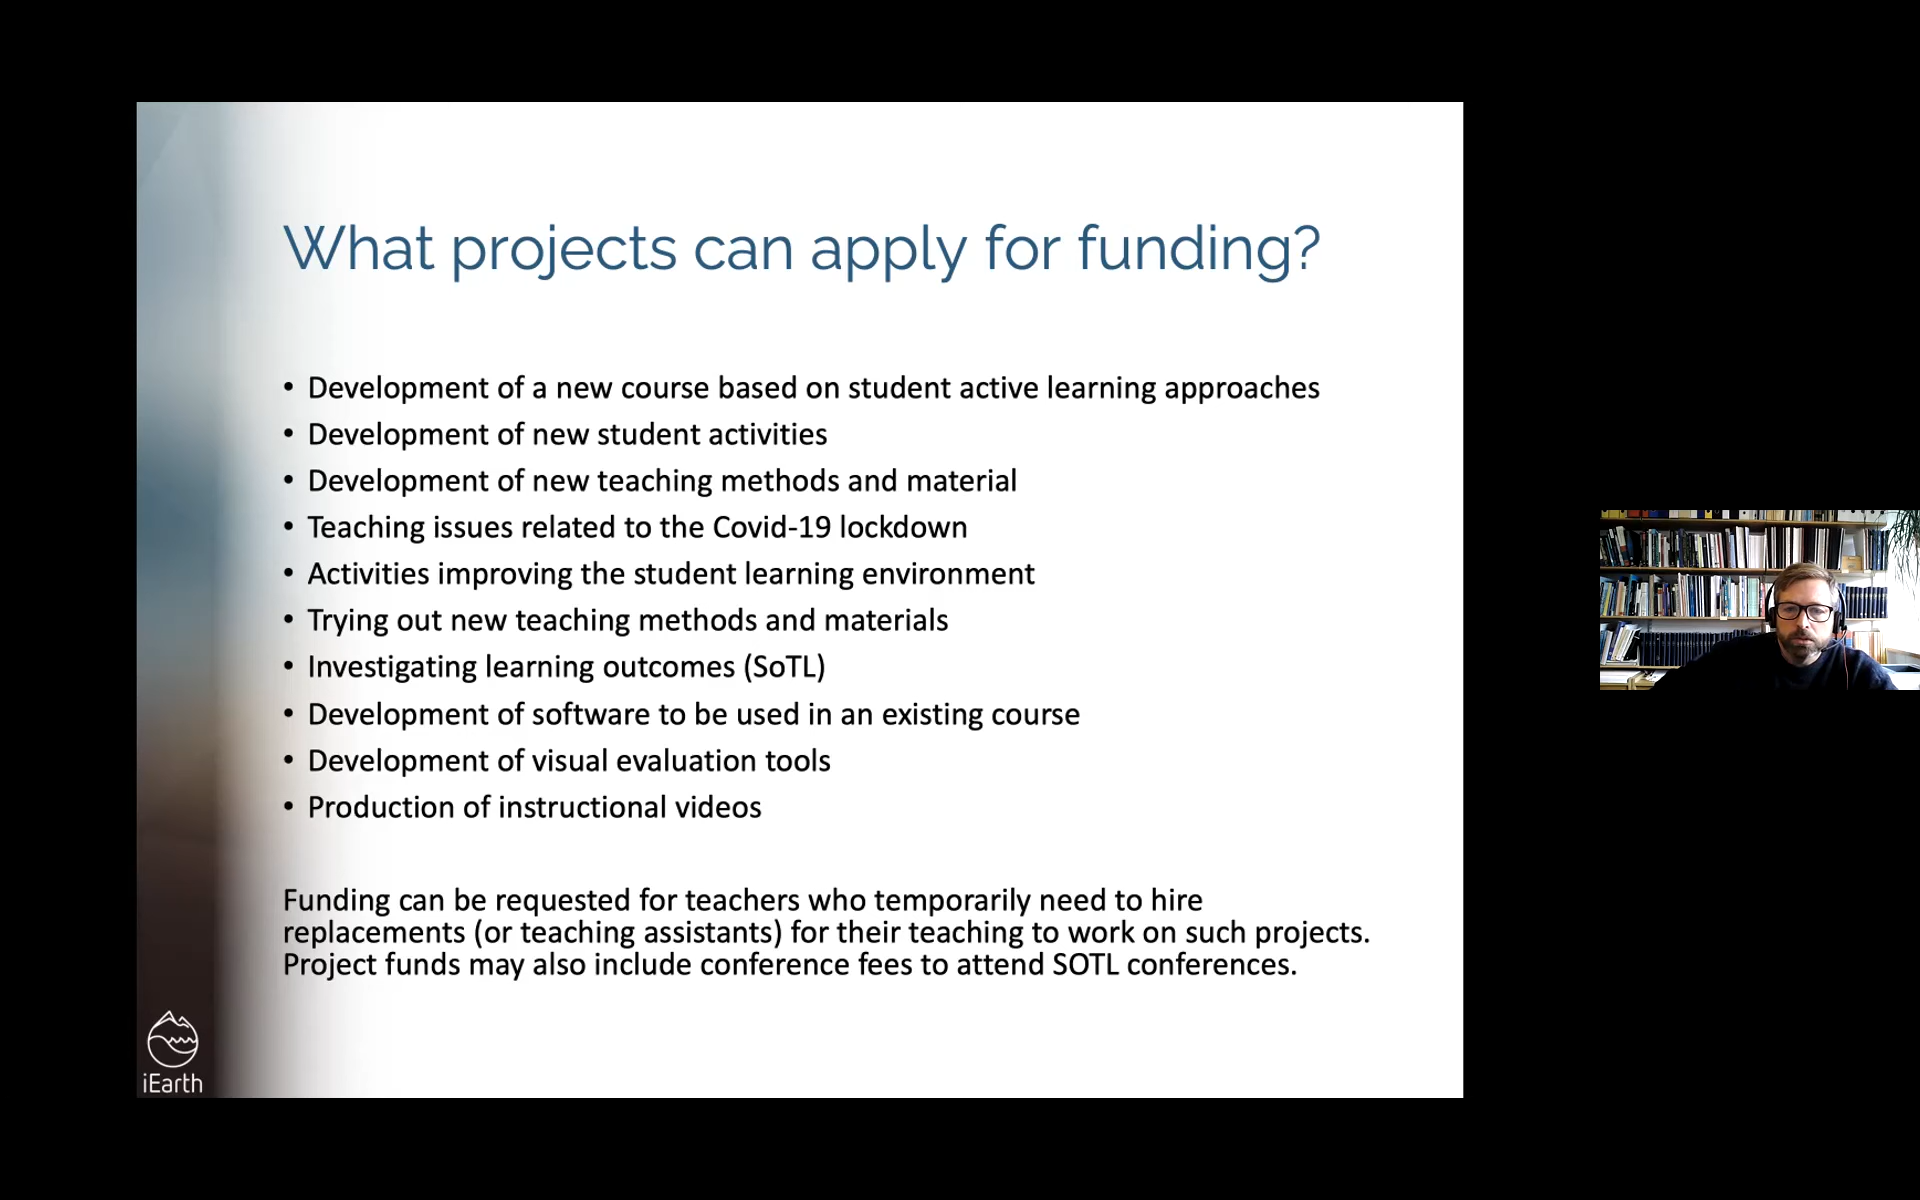 What projects can apply for funding?
• Development of a new course based on student active learning approaches
• Development of new student activities
• Development of new teaching methods and material
• Teaching issues related to the Covid-19 lockdown
• Activities improving the student learning environment
• Trying out new teaching methods and materials
• Investigating learning outcomes (SoTL)
• Development of software to be used in an existing course
• Development of visual evaluation tools
• Production of instructional videos
Funding can be requested for teachers who temporarily need to hire
replacements (or teaching assistants) for their teaching to work on such projects.
Project funds may also include conference fees to attend SOTL conferences.
iEarth